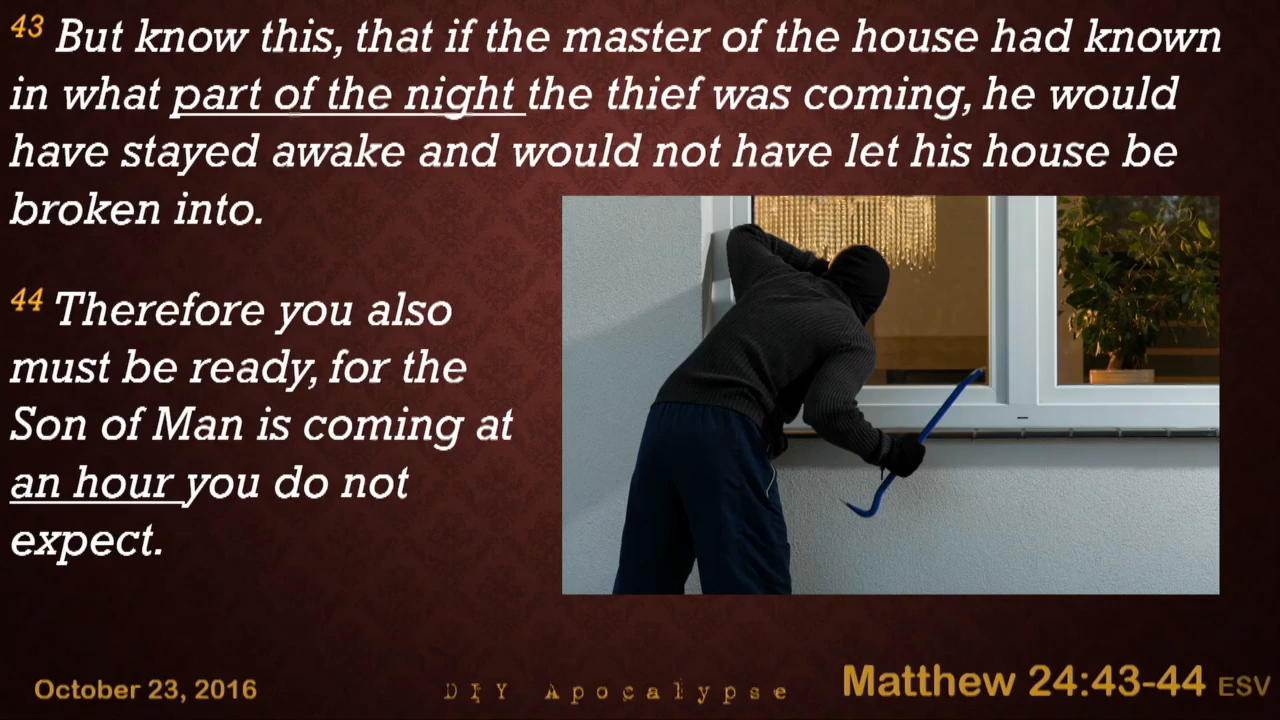 43 But know this, that if the master of the house had known
in what part of the night the thief was coming, he would
have stayed awake and would not have let his house be
broken into.
44 Therefore you also
must be ready, for the
Son of Man is coming at
an hour you do not
expect.
October 23, 2016
DIY Apocalypse
Matthew 24:43-44 ESV